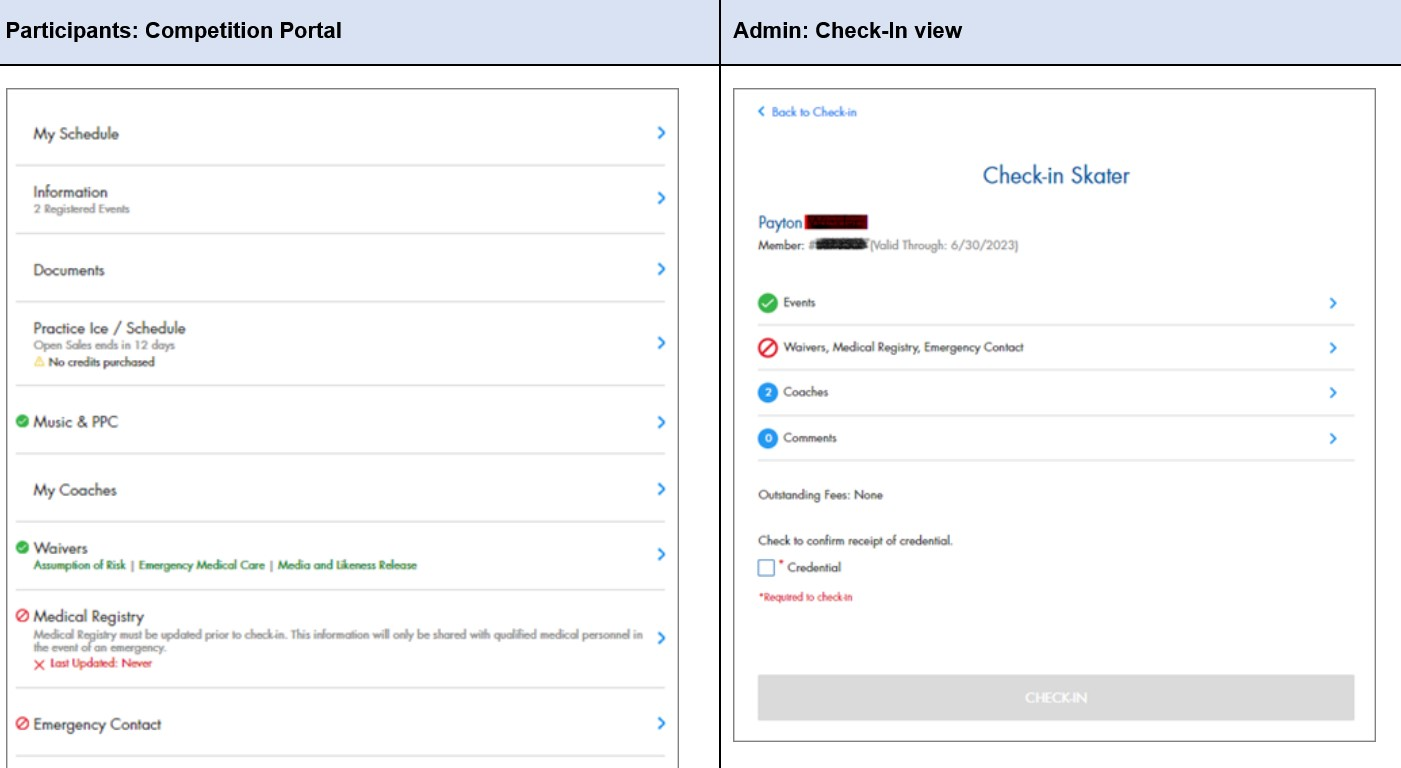 Participants: Competition Portal
My Schedule
Information
2 Registered Events
Documents
Practice Ice / Schedule
Open Sales ends in 12 days
No credits purchased
Music & PPC
My Coaches
Waivers
Assumption of Risk | Emergency Medical Care | Media and Likeness Release
Medical Registry
Medical Registry must be updated prior to check-in. This information will only be shared with qualified medical personnel in
the event of an emergency.
Last Updated: Never
Emergency Contact
Admin: Check-In view
Back to Check-in
Check-in Skater
Payton
Member: # (Valid Through: 6/30/2023)
Events
Waivers, Medical Registry, Emergency Contact
2 Coaches
0 Comments
Outstanding Fees: None
Check to confirm receipt of credential.
* Credential
*Required to check-in
CHECK-IN